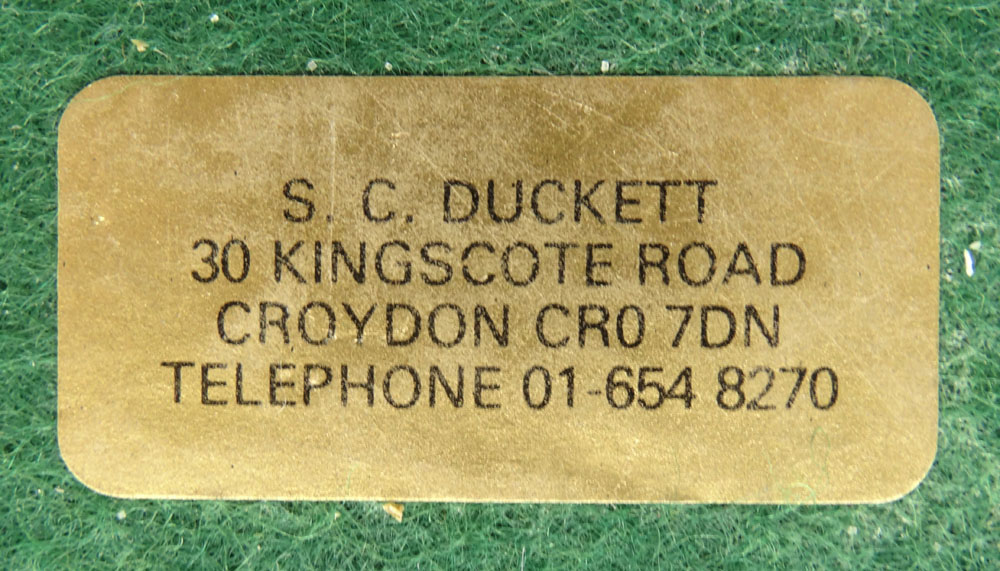 S. C. DUCKETT
30 KINGSCOTE ROAD
CROYDON CR0 7DN
TELEPHONE 01-654 8270